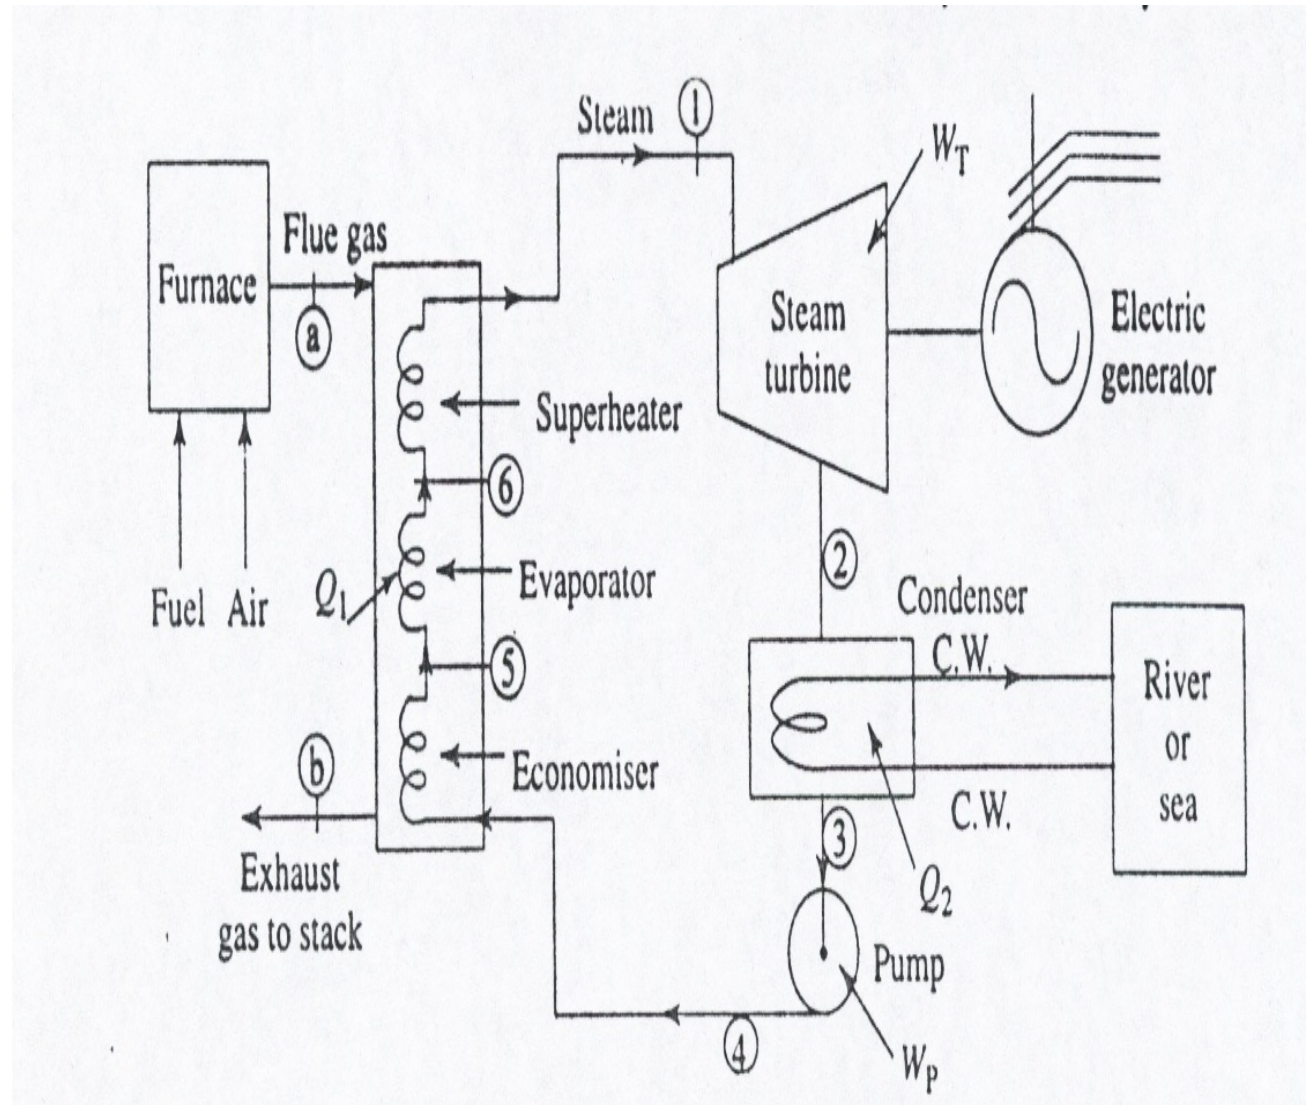 Steam
1
W_T
Flue gas
Furnace
a
Steam
turbine
Electric
generator
Superheater
6
Fuel
Air
Q_1
Evaporator
2
Condenser
C.W.
5
River
or
sea
b
Economiser
C.W.
3
Exhaust
gas to stack
Q_2
Pump
4
W_P